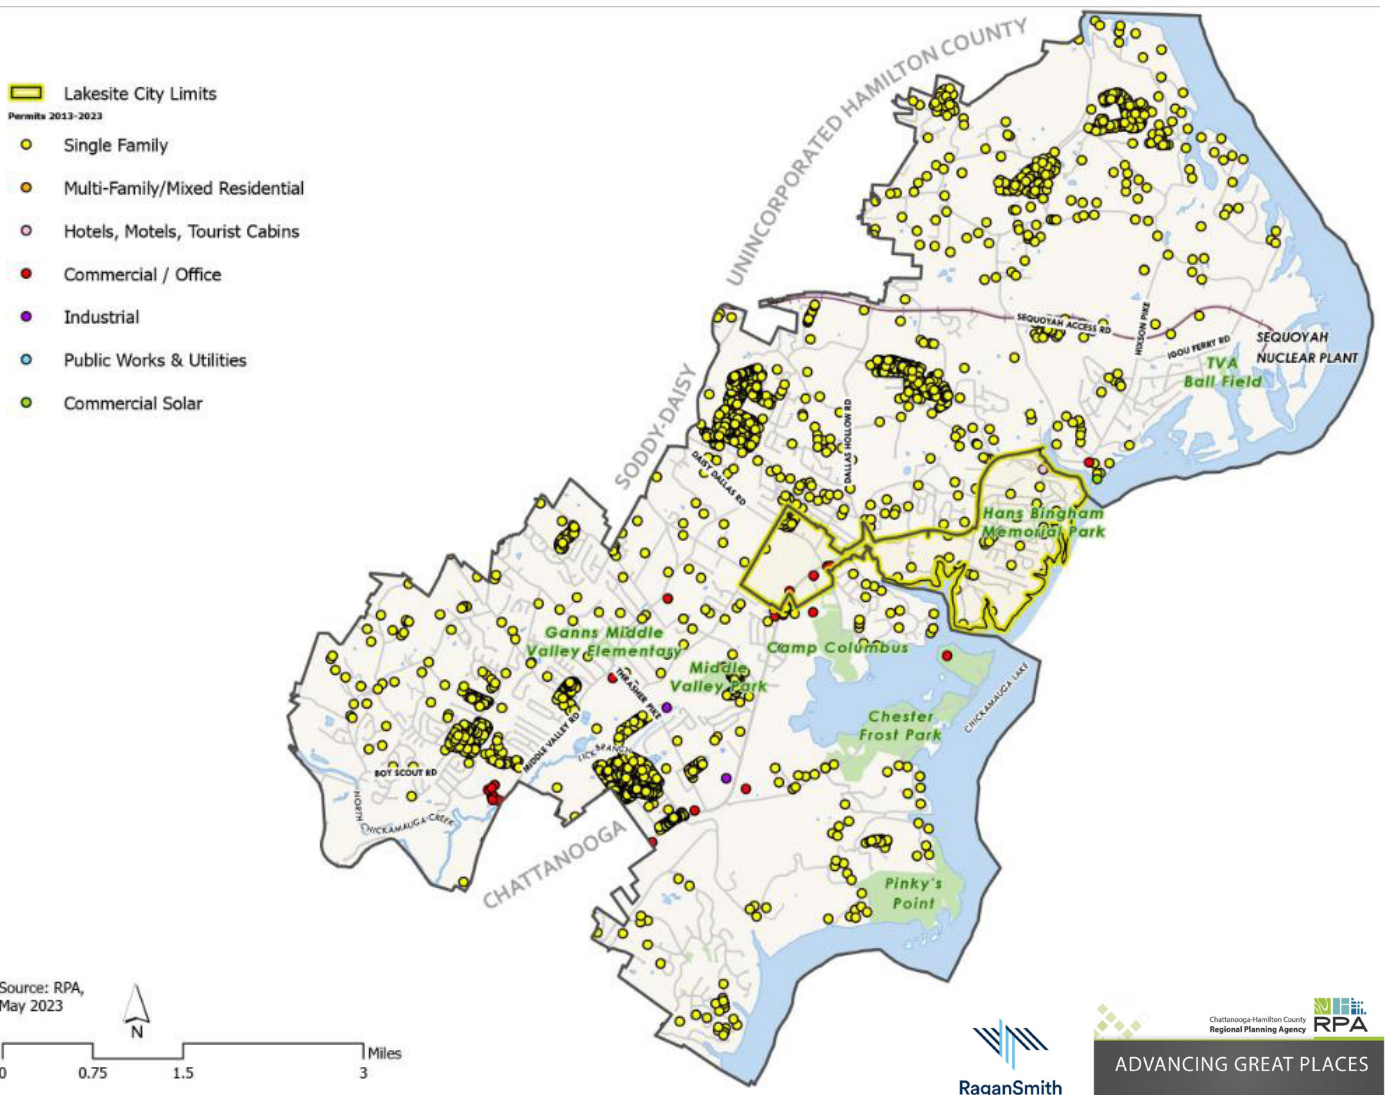 Lakesite City Limits
Permits 2013-2023
Single Family
Multi-Family/Mixed Residential
Hotels, Motels, Tourist Cabins
Commercial / Office
Industrial
Public Works & Utilities
Commercial Solar
UNINCORPORATED HAMILTON COUNTY
SODDY-DAISY
SEQUOYAH ACCESS RD
HIXSON PIKE
IGOU FERRY RD
SEQUOYAH
NUCLEAR PLANT
TVA
Ball Field
DALLAS HOLLOW RD
DAISY DALLAS RD
Hans Bingham
Memorial Park
Ganns Middle
Valley Elementary
Camp Columbus
Middle
Valley Park
THRASHER PIKE
CHICKAMAUGA LAKE
Chester
Frost Park
MIDDLE VALLEY RD
LICK BRANCH
BOY SCOUT RD
NORTH
CHICKAMAUGA CREEK
CHATTANOOGA
Pinky's
Point
Source: RPA,
May 2023
N
Miles
0 0.75 1.5 3
RaganSmith
Chattanooga-Hamilton County
Regional Planning Agency
RPA
ADVANCING GREAT PLACES